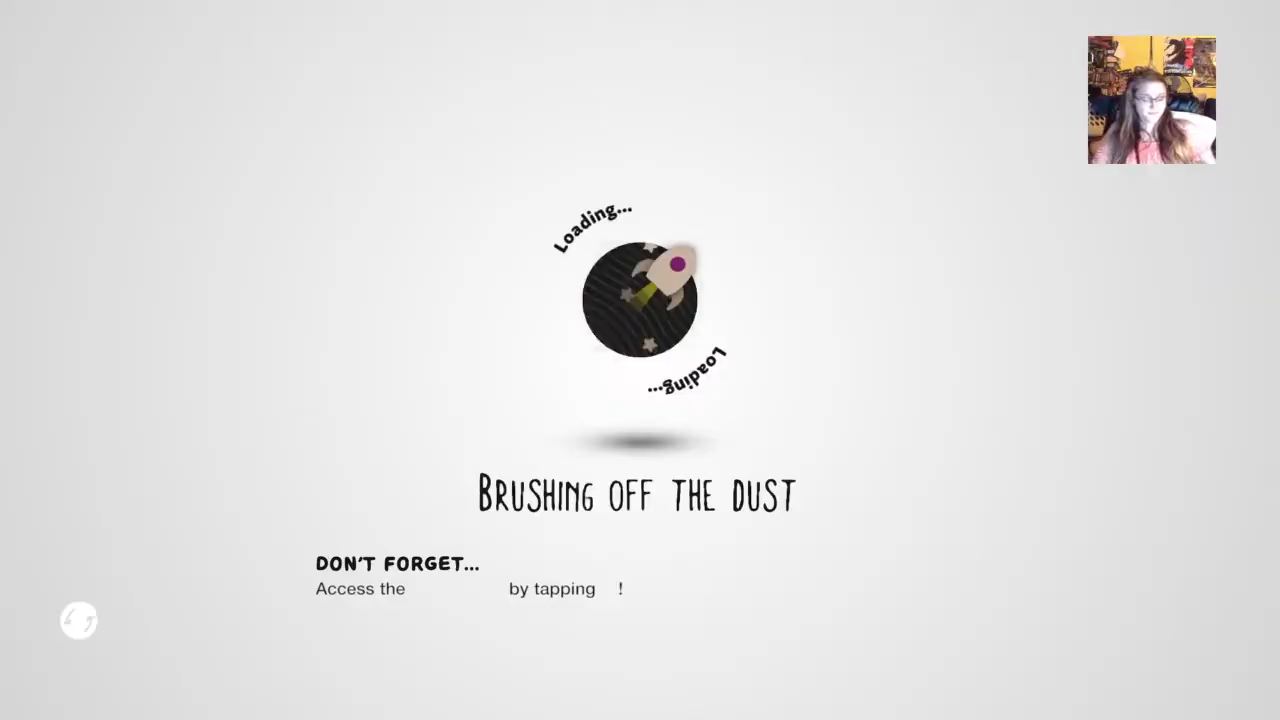 Loading...
Loading...
Brushing off the dust
DON'T FORGET...
Access the by tapping !